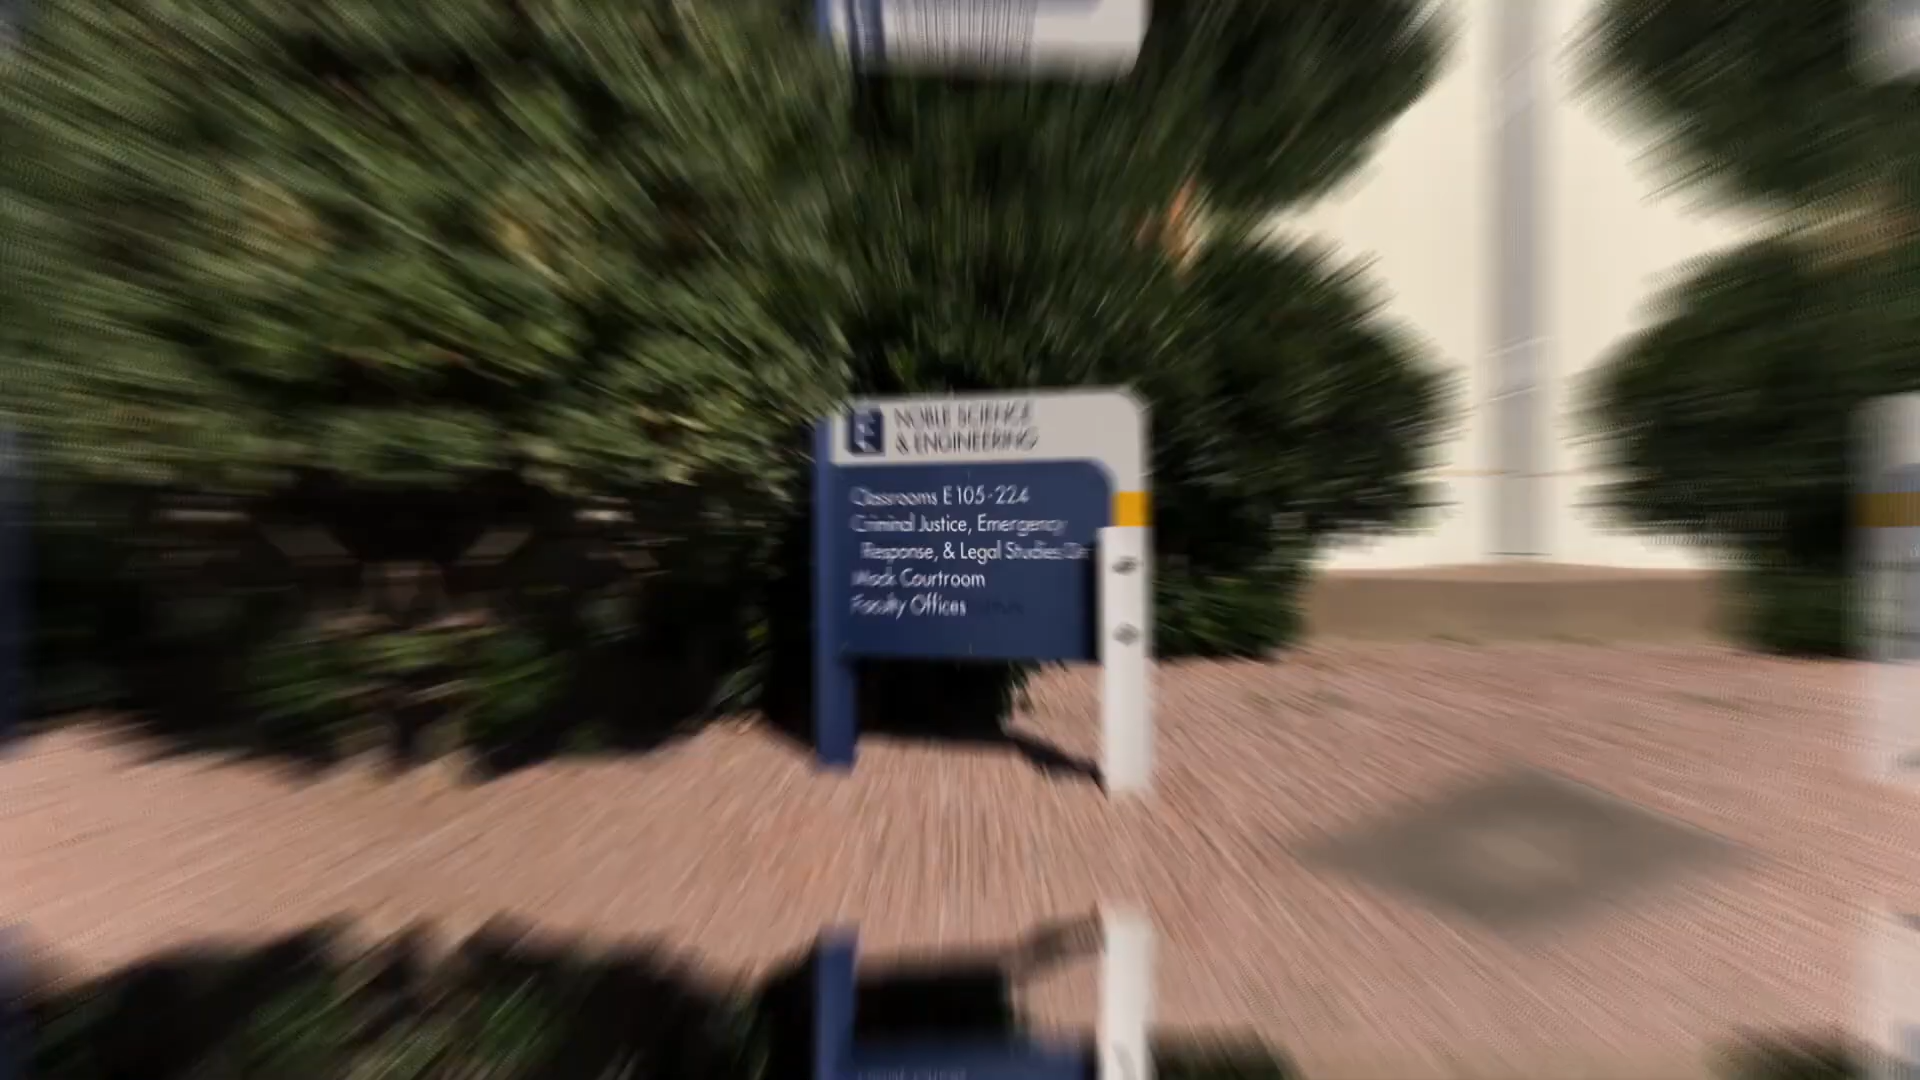 NOBLE SCIENCE
& ENGINEERING
Classrooms E105-224
Criminal Justice, Emergency
Response, & Legal Studies
Mock Courtroom
Faculty Offices